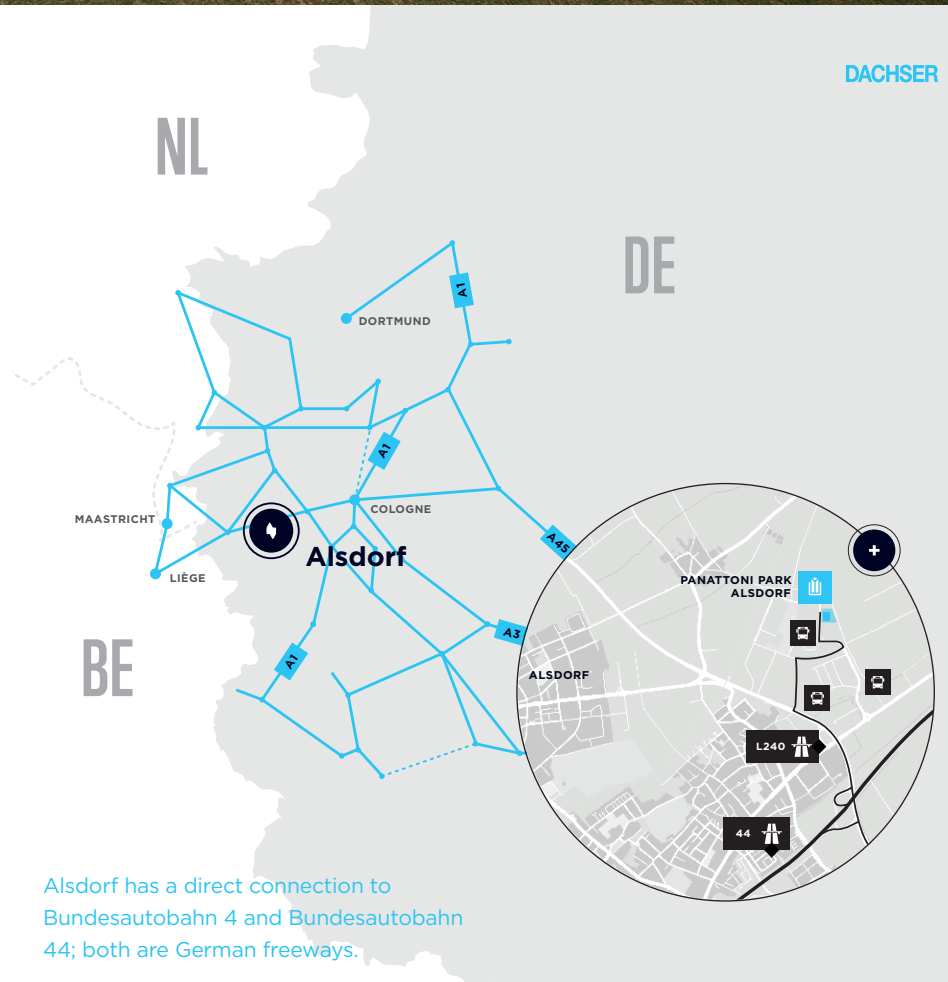 DACHSER
NL
DE
A1
DORTMUND
A1
MAASTRICHT
COLOGNE
A45
Alsdorf
LIÈGE
PANATTONI PARK
ALSDORF
A3
BE
A1
ALSDORF
L240
44
Alsdorf has a direct connection to
Bundesautobahn 4 and Bundesautobahn
44; both are German freeways.